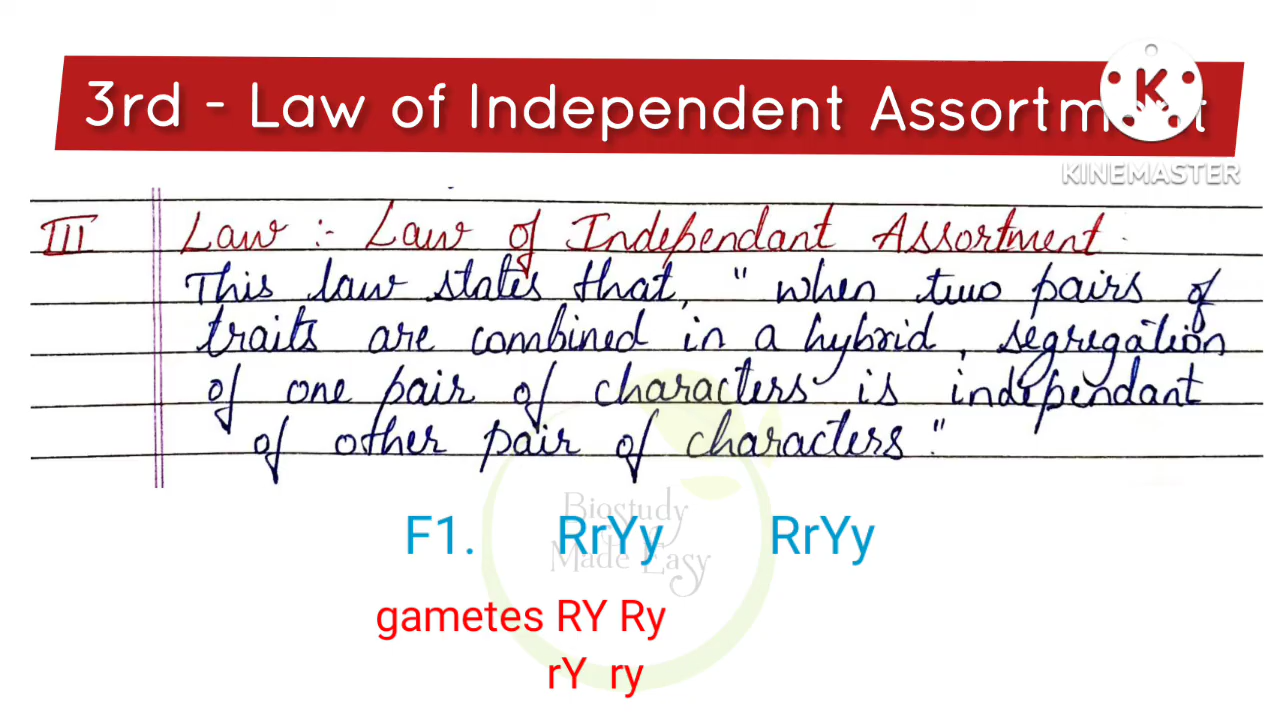 3rd - Law of Independent Assortm t
K
KINEMASTER
III Law :- Law of Independant Assortment.
This law states that, " when two pairs of
traits are combined in a hybrid, segregation
of one pair of characters is independant
of other pair of characters "
Biostudy
Made Easy
F1. RrYy RrYy
gametes RY Ry
rY ry